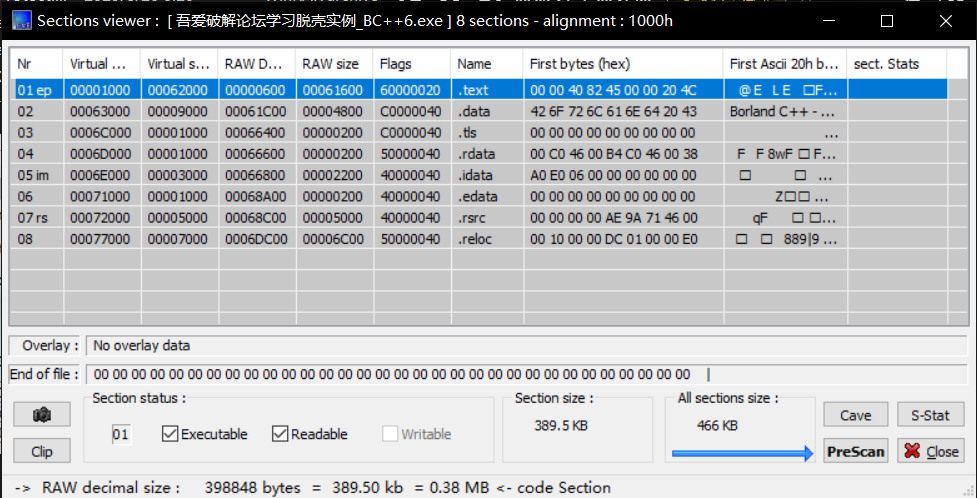 Sections viewer : [ 吾爱破解论坛学习脱壳实例_BC++6.exe ] 8 sections - alignment : 1000h
Nr Virtual ... Virtual s... RAW D... RAW size Flags Name First bytes (hex) First Ascii 20h b... sect. Stats
01 ep 00001000 00062000 00000600 00061600 60000020 .text 00 00 40 82 45 00 00 20 4C @ E L E □F...
02 00063000 00009000 00061C00 00004800 C0000040 .data 42 6F 72 6C 61 6E 64 20 43 Borland C++ - ...
03 0006C000 00001000 00066400 00000200 C0000040 .tls 00 00 00 00 00 00 00 00 00 ...
04 0006D000 00001000 00066600 00000200 50000040 .rdata 00 C0 46 00 B4 C0 46 00 38 F F 8wF □ F...
05 im 0006E000 00003000 00066800 00002200 40000040 .idata A0 E0 06 00 00 00 00 00 00 □ □ ...
06 00071000 00001000 00068A00 00000200 40000040 .edata 00 00 00 00 00 00 00 00 00 Z□□ ...
07 rs 00072000 00005000 00068C00 00005000 40000040 .rsrc 00 00 00 00 AE 9A 71 46 00 qF □ □...
08 00077000 00007000 0006DC00 00006C00 50000040 .reloc 00 10 00 00 DC 01 00 00 E0 □ □ 889|9 ...
Overlay : No overlay data
End of file : 00 00 00 00 00 00 00 00 00 00 00 00 00 00 00 00 00 00 00 00 00 00 00 00 00 00 00 00 00 00 00 00 |
Section status : Section size : All sections size :
01 Executable Readable Writable 389.5 KB 466 KB Cave S-Stat
Clip PreScan Close
-> RAW decimal size : 398848 bytes = 389.50 kb = 0.38 MB <- code Section